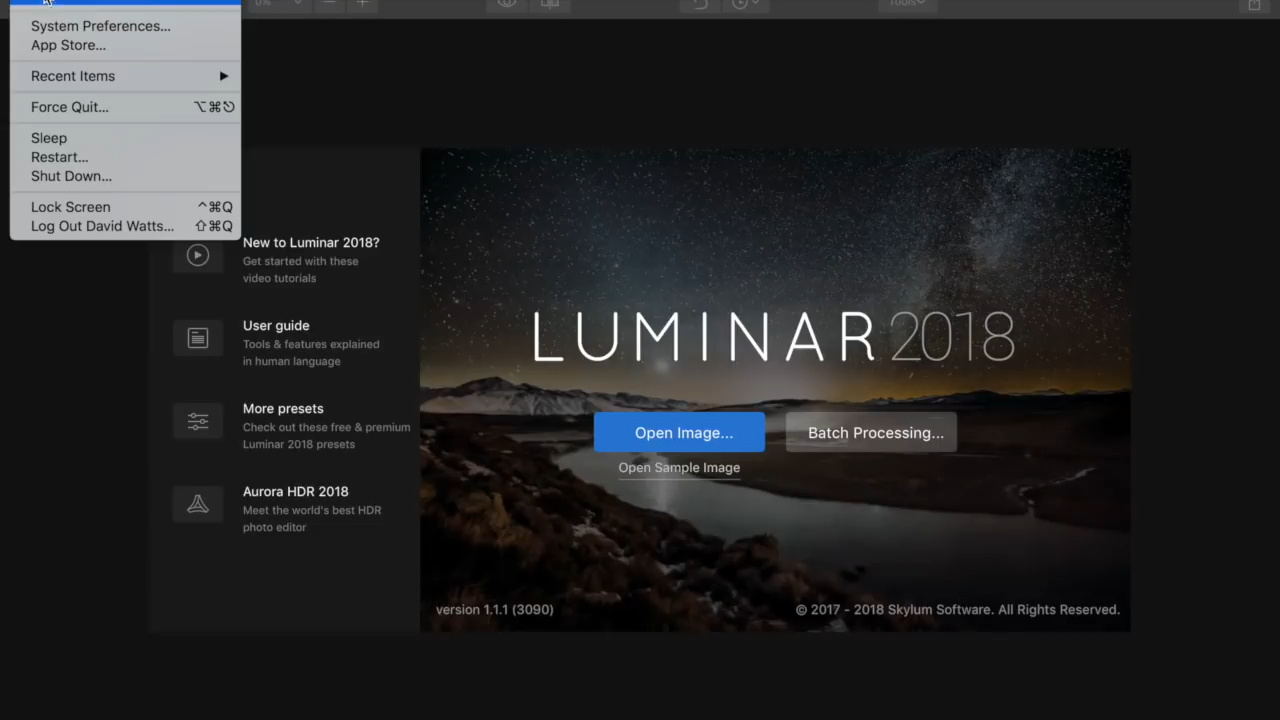 0%
Tools
System Preferences...
App Store...
Recent Items ▶
Force Quit... ⌥⌘⎋
Sleep
Restart...
Shut Down...
Lock Screen ^⌘Q
Log Out David Watts... ⇧⌘Q
New to Luminar 2018?
Get started with these
video tutorials
User guide
Tools & features explained
in human language
More presets
Check out these free & premium
Luminar 2018 presets
Aurora HDR 2018
Meet the world's best HDR
photo editor
LUMINAR 2018
Open Image...
Batch Processing...
Open Sample Image
version 1.1.1 (3090)
© 2017 - 2018 Skylum Software. All Rights Reserved.